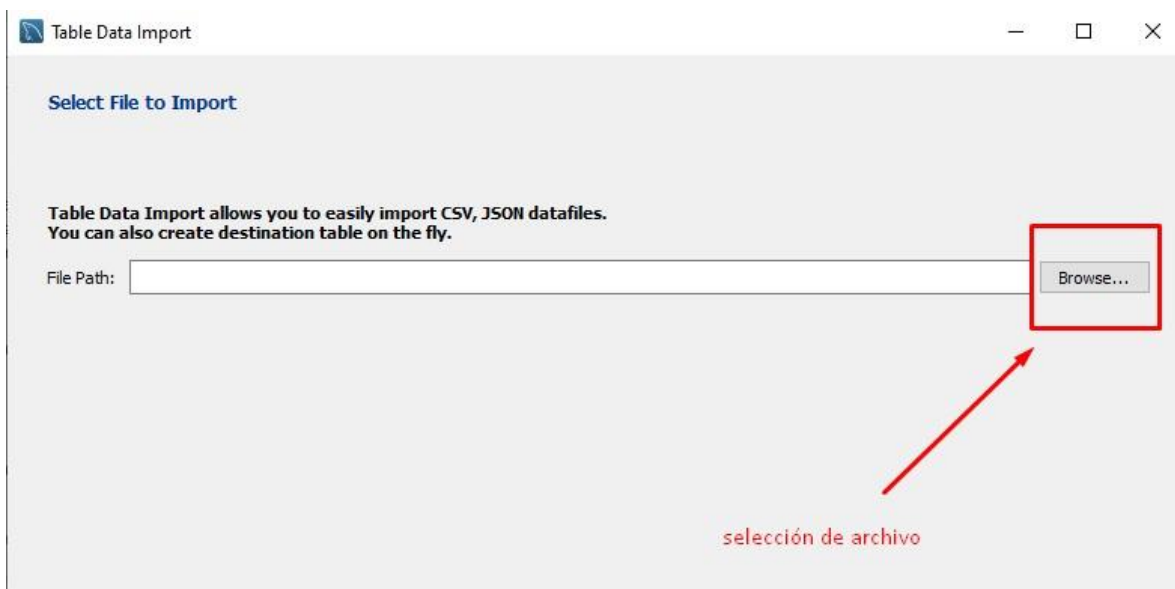 Table Data Import
Select File to Import
Table Data Import allows you to easily import CSV, JSON datafiles.
You can also create destination table on the fly.
File Path:
Browse...
selección de archivo